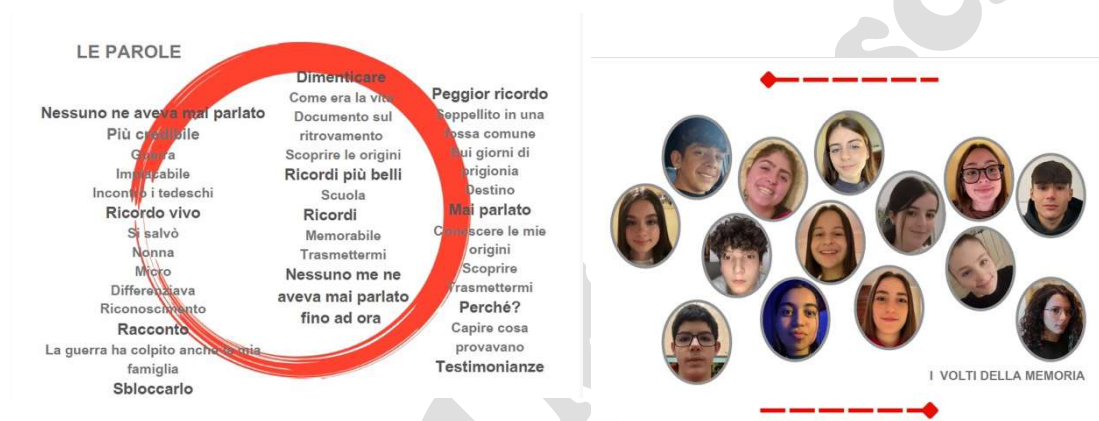 LE PAROLE
Nessuno ne aveva mai parlato
Più credibile
Guerra
Implacabile
Incontro i tedeschi
Ricordo vivo
Si salvò
Nonna
Micro
Differenziava
Riconoscimento
Racconto
La guerra ha colpito anche la mia
famiglia
Sbloccarlo
Dimenticare
Come era la vita
Documento sul
ritrovamento
Scoprire le origini
Ricordi più belli
Scuola
Ricordi
Memorabile
Trasmettermi
Nessuno me ne
aveva mai parlato
fino ad ora
Peggior ricordo
Seppellito in una
fossa comune
Sui giorni di
prigionia
Destino
Mai parlato
Conoscere le mie
origini
Scoprire
Trasmettermi
Perché?
Capire cosa
provavano
Testimonianze
I VOLTI DELLA MEMORIA